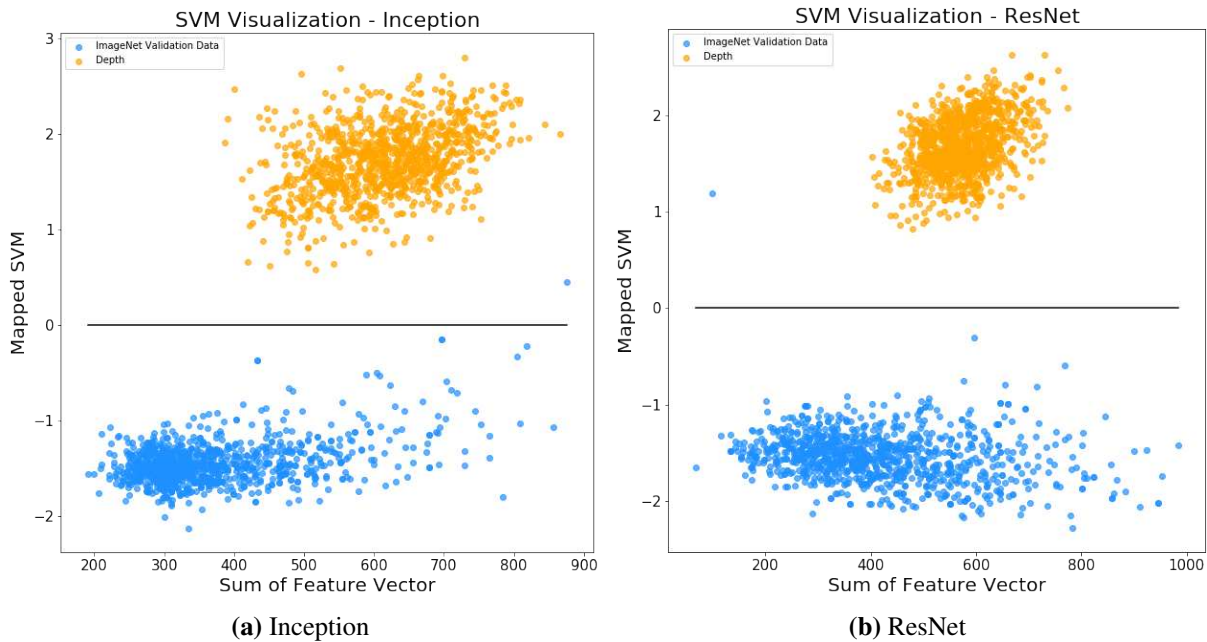 SVM Visualization - Inception
ImageNet Validation Data
Depth
3
2
1
0
−1
−2
Mapped SVM
200 300 400 500 600 700 800 900
Sum of Feature Vector
(a) Inception
SVM Visualization - ResNet
ImageNet Validation Data
Depth
2
1
0
−1
−2
Mapped SVM
200 400 600 800 1000
Sum of Feature Vector
(b) ResNet